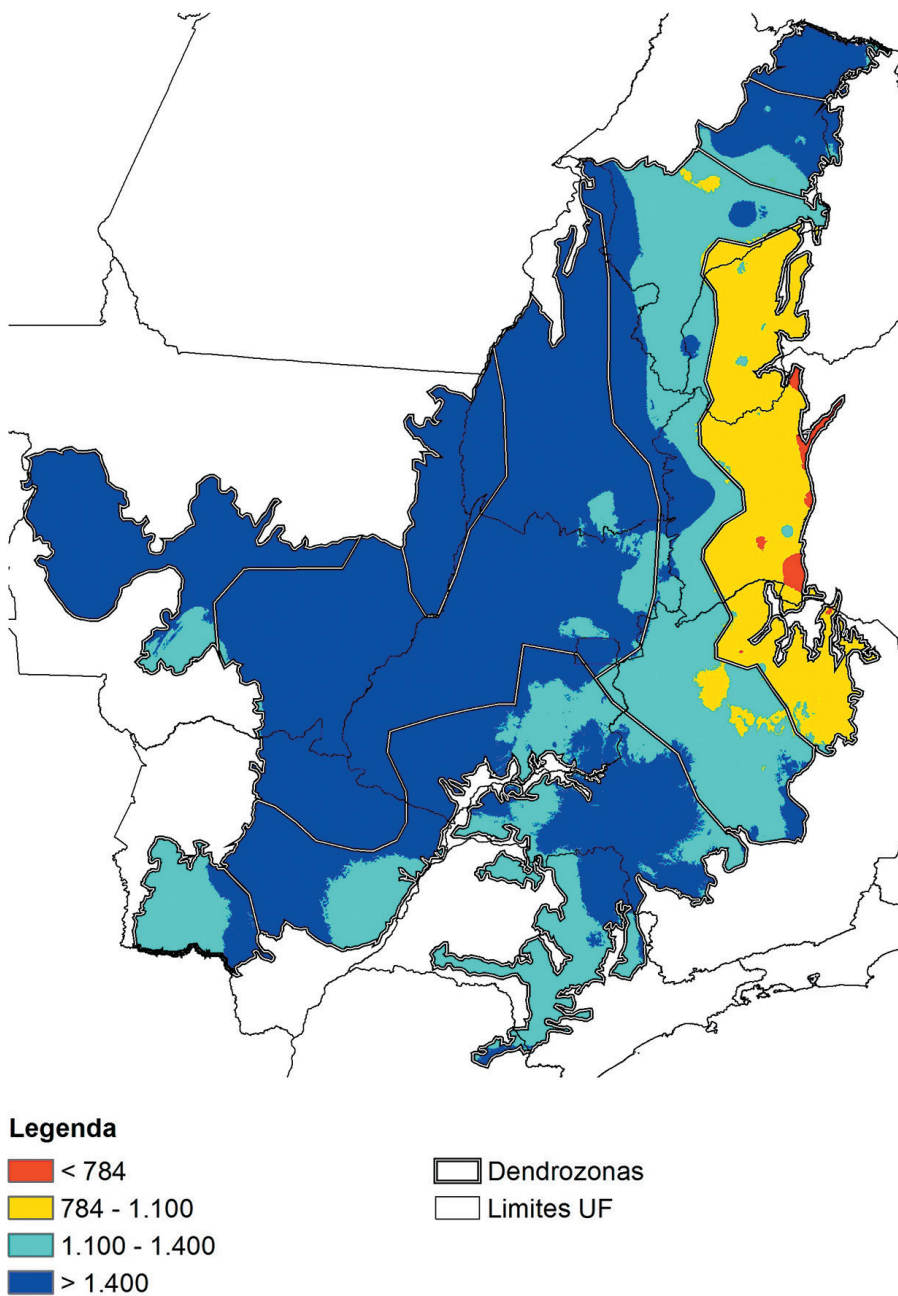 Legenda
< 784
784 - 1.100
1.100 - 1.400
> 1.400
Dendrozonas
Limites UF